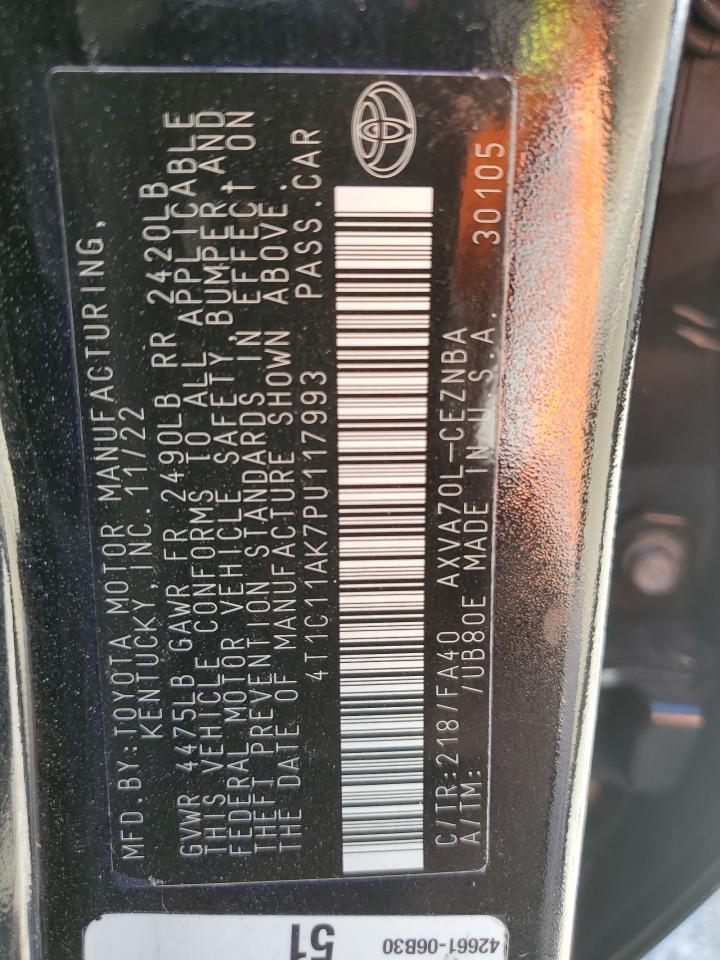 MFD.BY:TOYOTA MOTOR MANUFACTURING,
KENTUCKY,INC. 11/22
GVWR 4475LB GAWR FR 2490LB RR 2420LB
THIS VEHICLE CONFORMS TO ALL APPLICABLE
FEDERAL MOTOR VEHICLE SAFETY,BUMPER AND
THEFT PREVENTION STANDARDS IN EFFECT ON
THE DATE OF MANUFACTURE SHOWN ABOVE.
4T1C11AK7PU117993 PASS.CAR
C/TR:218/FA40 AXVA70L-CEZNBA
A/TM: /UB80E MADE IN U.S.A. 30105
51
42661-06B30